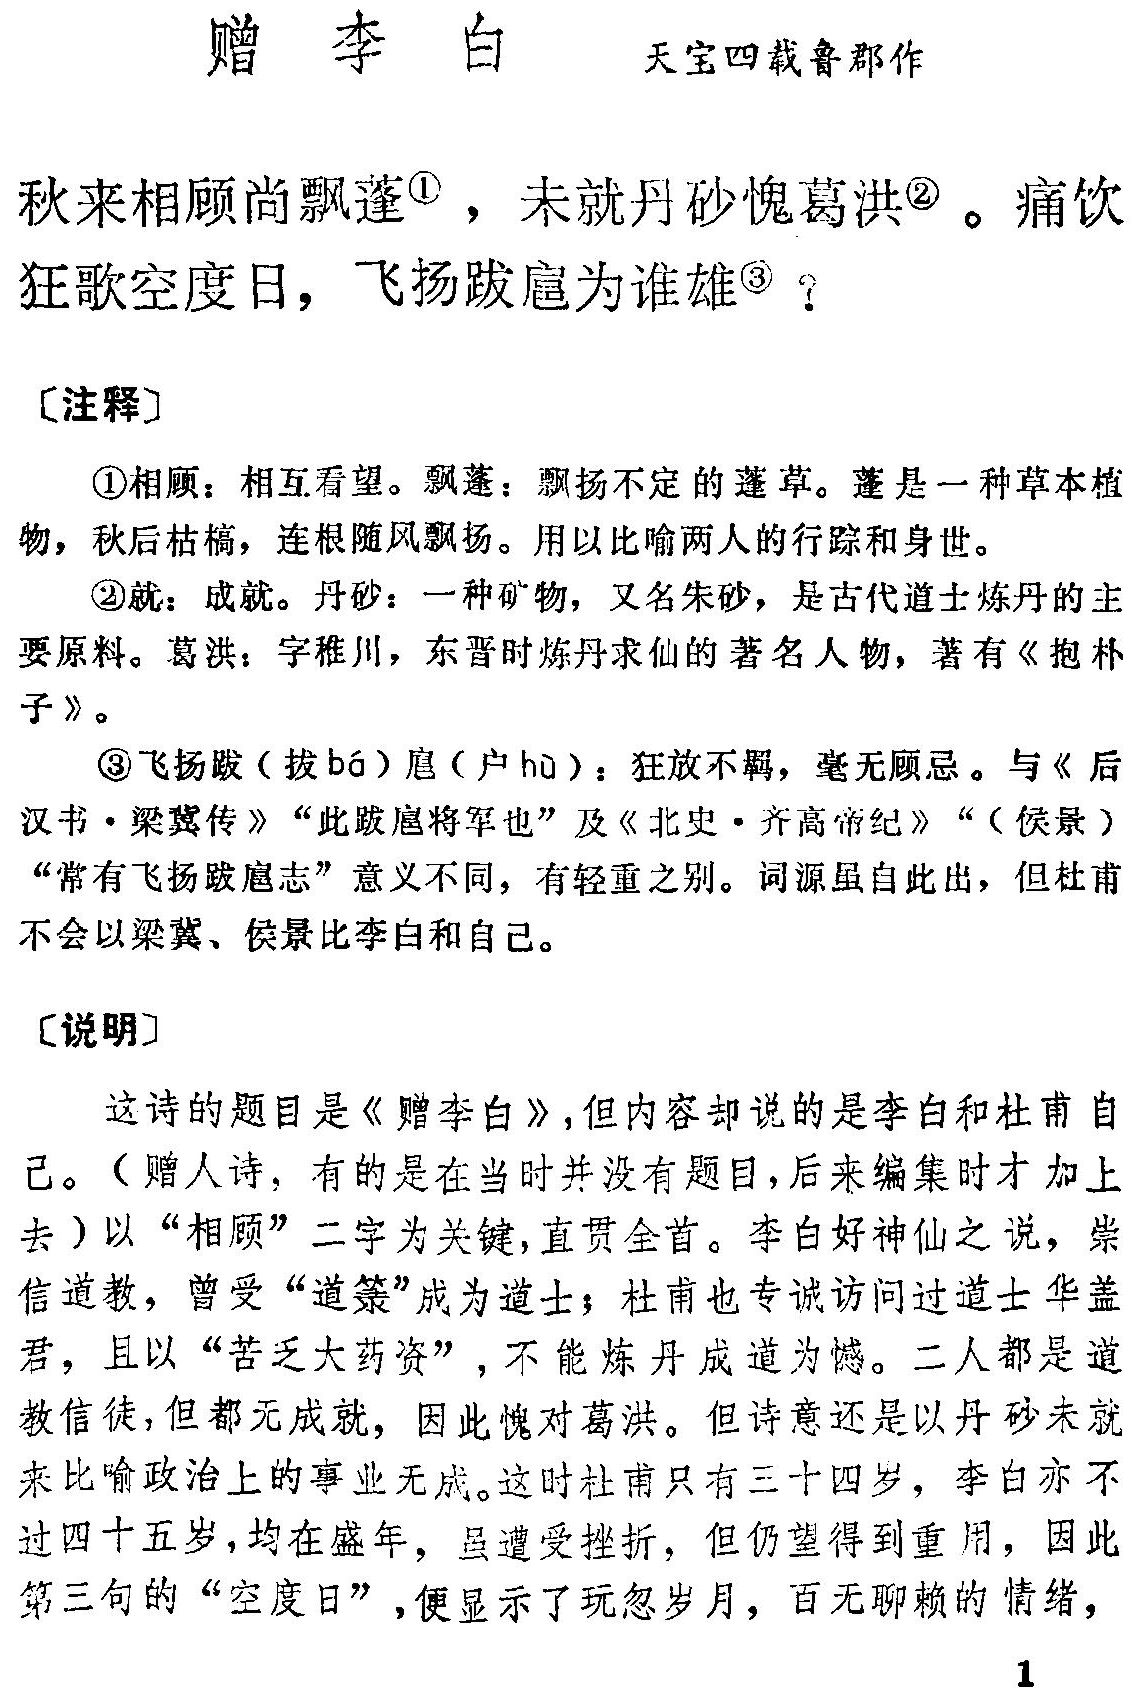 赠李白 天宝四载鲁郡作
秋来相顾尚飘蓬①，未就丹砂愧葛洪②。痛饮
狂歌空度日，飞扬跋扈为谁雄③？
〔注释〕
①相顾：相互看望。飘蓬：飘扬不定的蓬草。蓬是一种草本植
物，秋后枯槁，连根随风飘扬。用以比喻两人的行踪和身世。
②就：成就。丹砂：一种矿物，又名朱砂，是古代道士炼丹的主
要原料。葛洪：字稚川，东晋时炼丹求仙的著名人物，著有《抱朴
子》。
③飞扬跋（拔bá）扈（户hù）：狂放不羁，毫无顾忌。与《后
汉书·梁冀传》“此跋扈将军也”及《北史·齐高帝纪》“（侯景）
“常有飞扬跋扈志”意义不同，有轻重之别。词源虽自此出，但杜甫
不会以梁冀、侯景比李白和自己。
〔说明〕
这诗的题目是《赠李白》，但内容却说的是李白和杜甫自
己。（赠人诗，有的是在当时并没有题目，后来编集时才加上
去）以“相顾”二字为关键，直贯全首。李白好神仙之说，崇
信道教，曾受“道箓”成为道士；杜甫也专诚访问过道士华盖
君，且以“苦乏大药资”，不能炼丹成道为憾。二人都是道
教信徒，但都无成就，因此愧对葛洪。但诗意还是以丹砂未就
来比喻政治上的事业无成。这时杜甫只有三十四岁，李白亦不
过四十五岁，均在盛年，虽遭受挫折，但仍望得到重用，因此
第三句的“空度日”，便显示了玩忽岁月，百无聊赖的情绪，
1